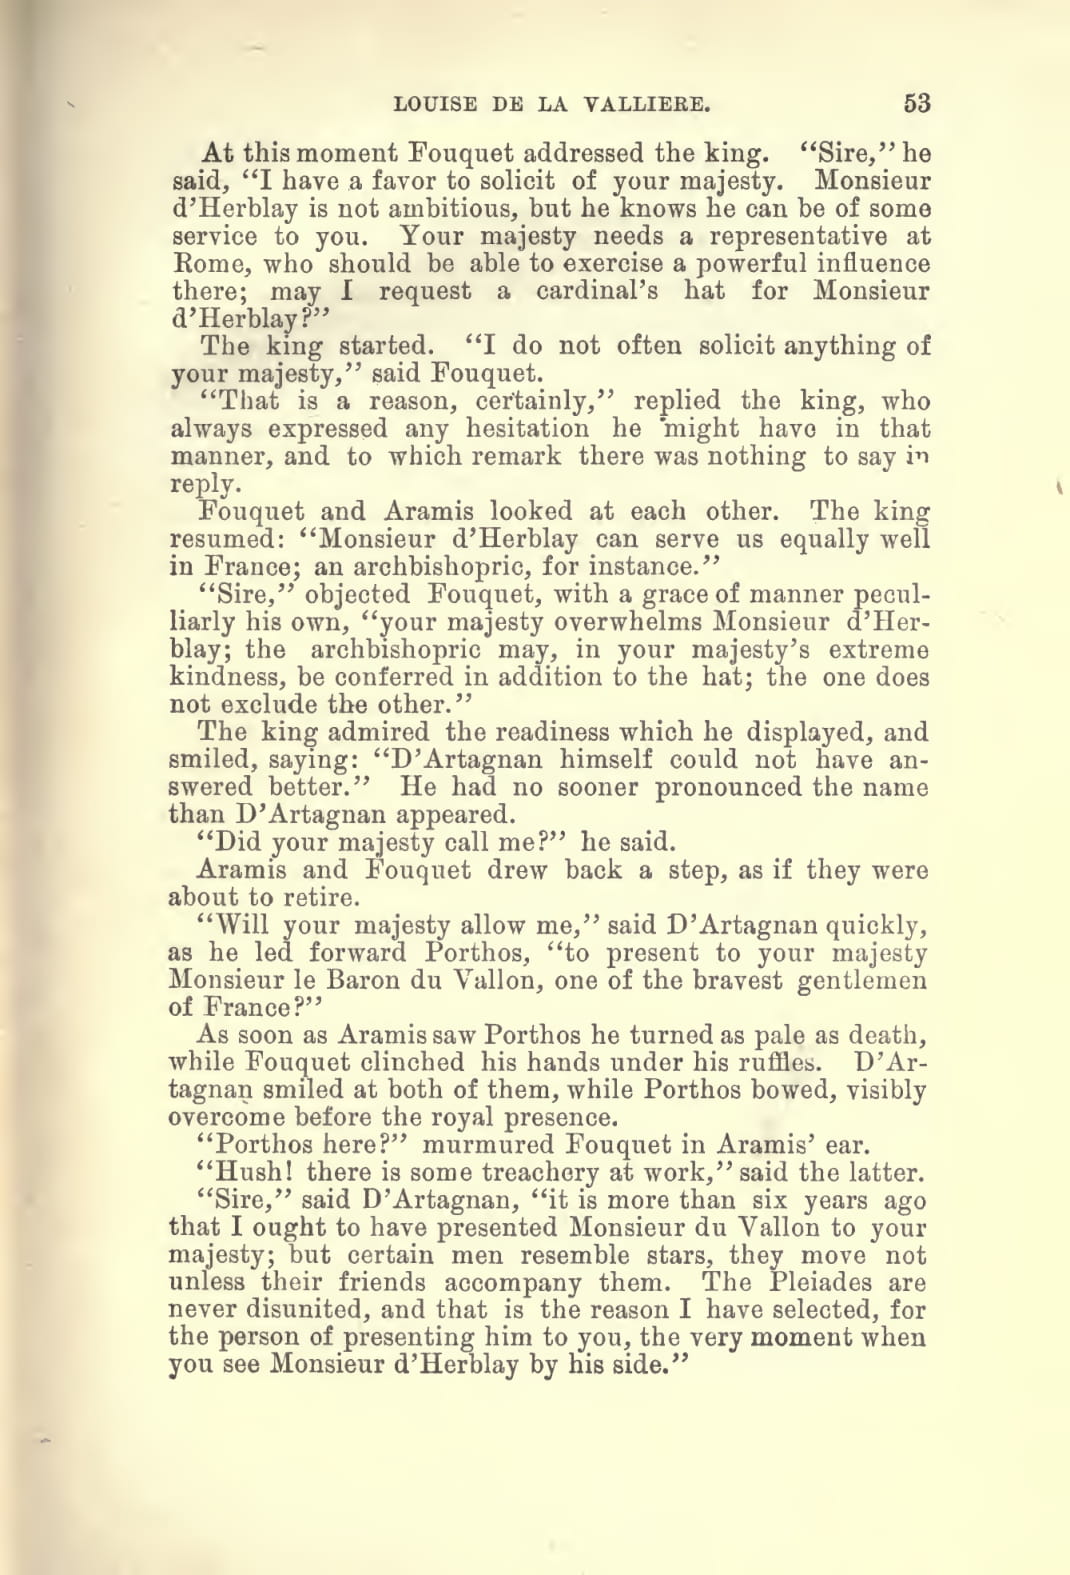 LOUISE DE LA VALLIERE. 53
At this moment Fouquet addressed the king. “Sire,” he
said, “I have a favor to solicit of your majesty. Monsieur
d’Herblay is not ambitious, but he knows he can be of some
service to you. Your majesty needs a representative at
Rome, who should be able to exercise a powerful influence
there; may I request a cardinal’s hat for Monsieur
d’Herblay?”
The king started. “I do not often solicit anything of
your majesty,” said Fouquet.
“That is a reason, certainly,” replied the king, who
always expressed any hesitation he might have in that
manner, and to which remark there was nothing to say in
reply.
Fouquet and Aramis looked at each other. The king
resumed: “Monsieur d’Herblay can serve us equally well
in France; an archbishopric, for instance.”
“Sire,” objected Fouquet, with a grace of manner pecul-
liarly his own, “your majesty overwhelms Monsieur d’Her-
blay; the archbishopric may, in your majesty’s extreme
kindness, be conferred in addition to the hat; the one does
not exclude the other.”
The king admired the readiness which he displayed, and
smiled, saying: “D’Artagnan himself could not have an-
swered better.” He had no sooner pronounced the name
than D’Artagnan appeared.
“Did your majesty call me?” he said.
Aramis and Fouquet drew back a step, as if they were
about to retire.
“Will your majesty allow me,” said D’Artagnan quickly,
as he led forward Porthos, “to present to your majesty
Monsieur le Baron du Vallon, one of the bravest gentlemen
of France?”
As soon as Aramis saw Porthos he turned as pale as death,
while Fouquet clinched his hands under his ruffles. D’Ar-
tagnan smiled at both of them, while Porthos bowed, visibly
overcome before the royal presence.
“Porthos here?” murmured Fouquet in Aramis’ ear.
“Hush! there is some treachery at work,” said the latter.
“Sire,” said D’Artagnan, “it is more than six years ago
that I ought to have presented Monsieur du Vallon to your
majesty; but certain men resemble stars, they move not
unless their friends accompany them. The Pleiades are
never disunited, and that is the reason I have selected, for
the person of presenting him to you, the very moment when
you see Monsieur d’Herblay by his side.”